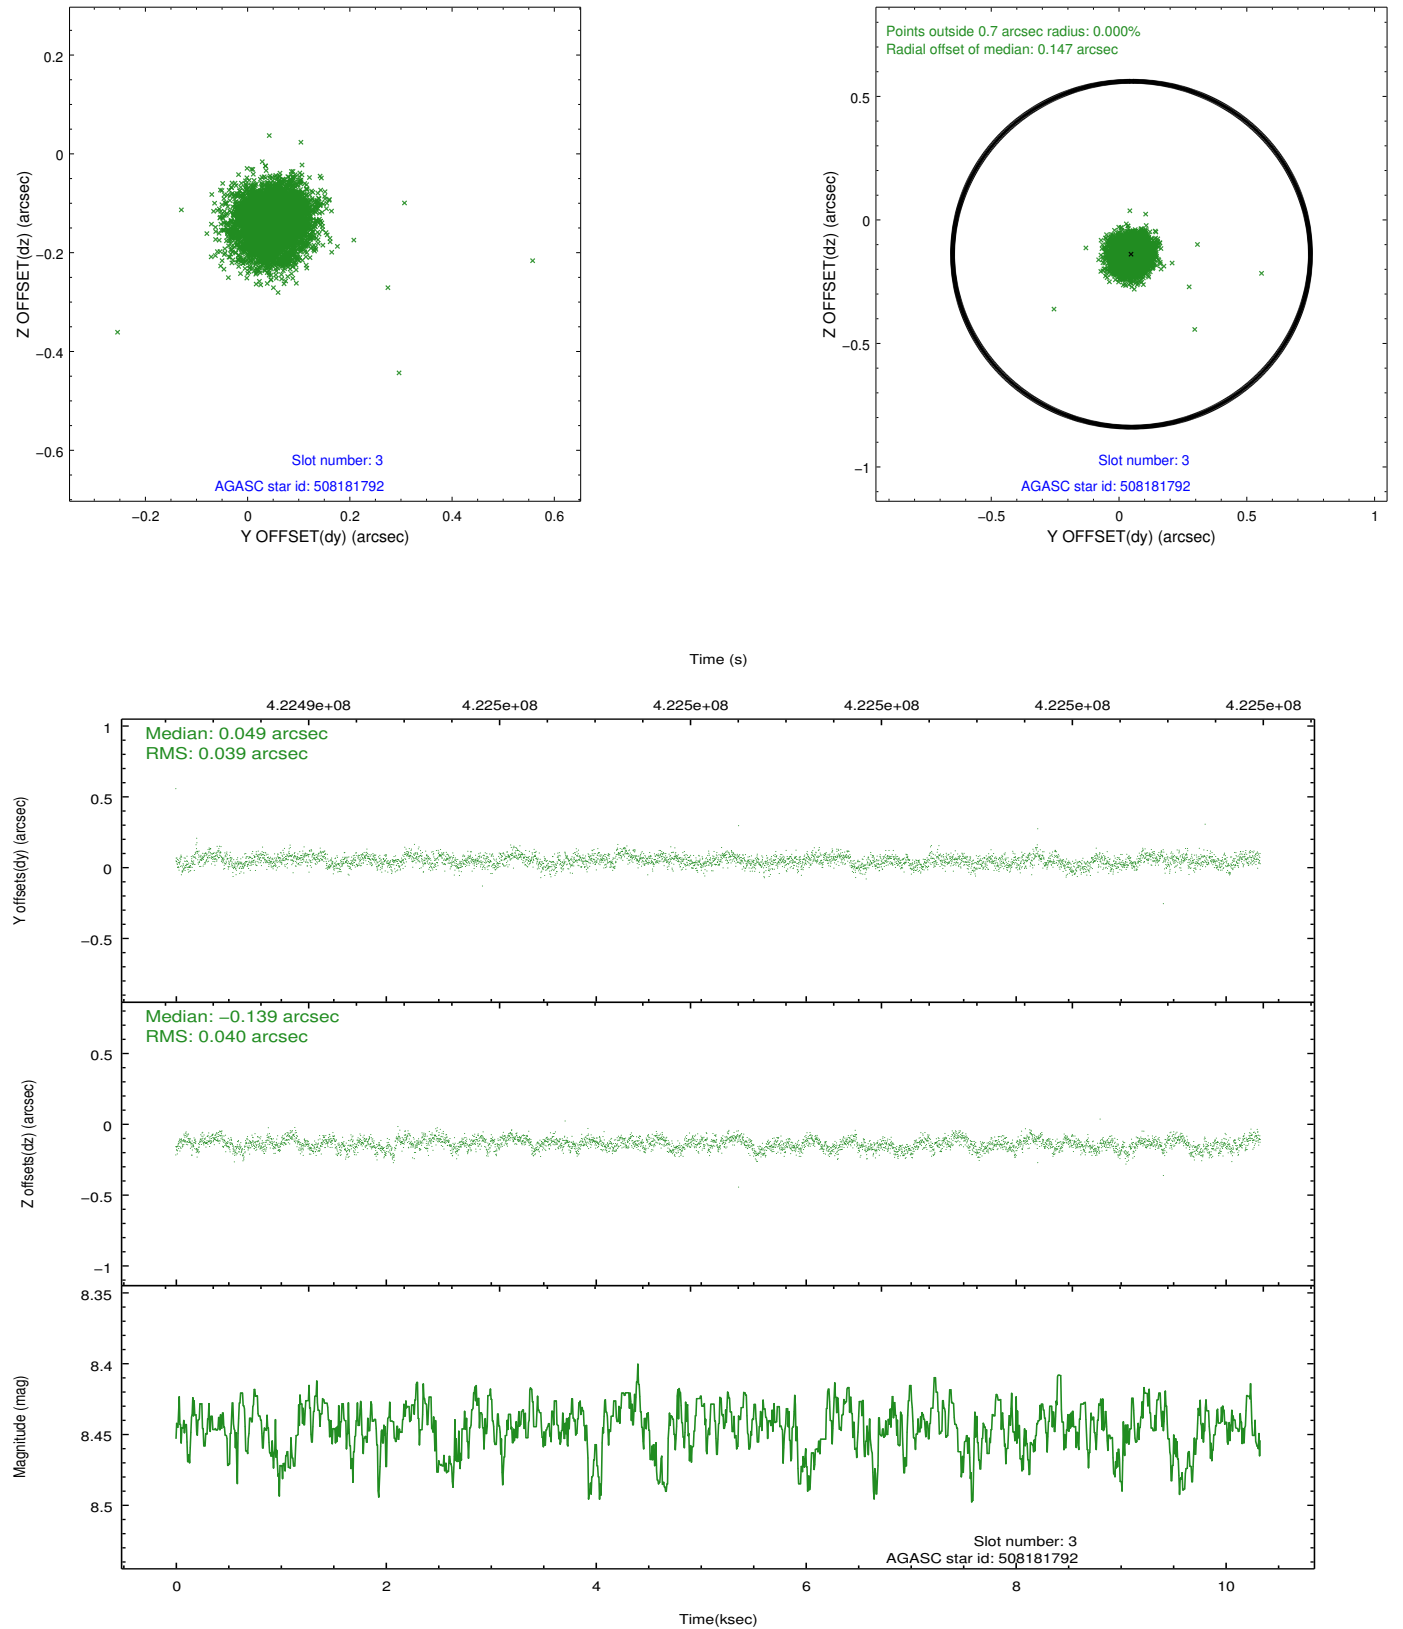 0.2
0
−0.2
−0.4
−0.6
−0.2
0
0.2
0.4
0.6
Z OFFSET(dz) (arcsec)
Y OFFSET(dy) (arcsec)
Slot number: 3
AGASC star id: 508181792
Points outside 0.7 arcsec radius: 0.000%
Radial offset of median: 0.147 arcsec
0.5
0
−0.5
−1
−0.5
0
0.5
1
Z OFFSET(dz) (arcsec)
Y OFFSET(dy) (arcsec)
Slot number: 3
AGASC star id: 508181792
Time (s)
4.2249e+08
4.225e+08
4.225e+08
4.225e+08
4.225e+08
4.225e+08
Median: 0.049 arcsec
RMS: 0.039 arcsec
1
0.5
0
−0.5
Y offsets(dy) (arcsec)
Median: −0.139 arcsec
RMS: 0.040 arcsec
0.5
0
−0.5
−1
Z offsets(dz) (arcsec)
8.35
8.4
8.45
8.5
Magnitude (mag)
Slot number: 3
AGASC star id: 508181792
0
2
4
6
8
10
Time(ksec)